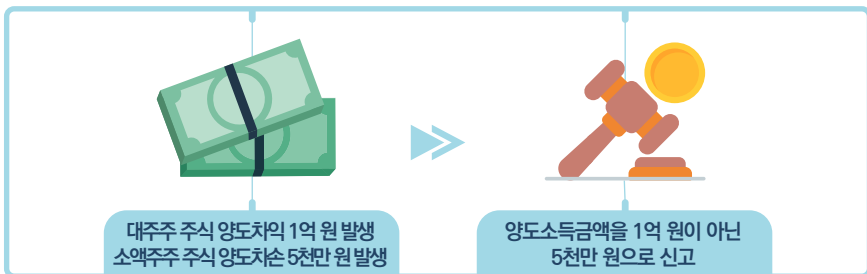 대주주 주식 양도차익 1억 원 발생
소액주주 주식 양도차손 5천만 원 발생
양도소득금액을 1억 원이 아닌
5천만 원으로 신고